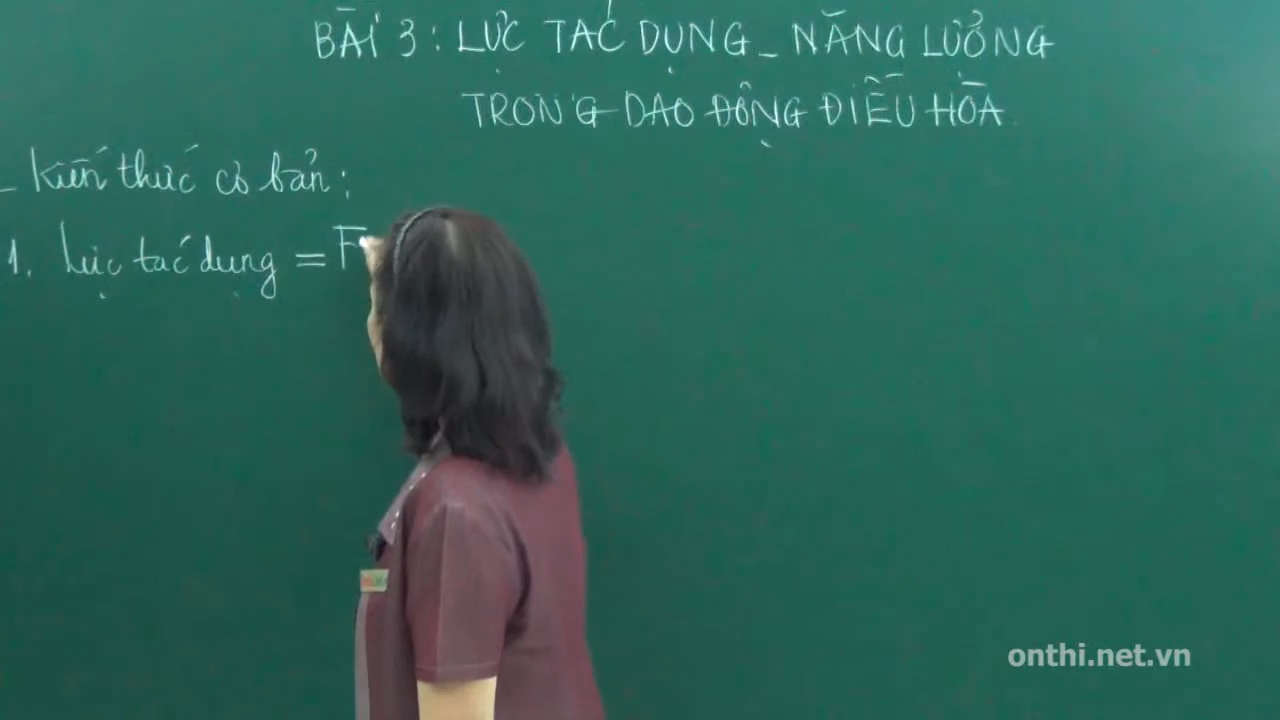 BÀI 3: LỰC TÁC DỤNG - NĂNG LƯỢNG
TRONG DAO ĐỘNG ĐIỀU HÒA
- Kiến thức cơ bản:
1. Lực tác dụng = F
onthi.net.vn